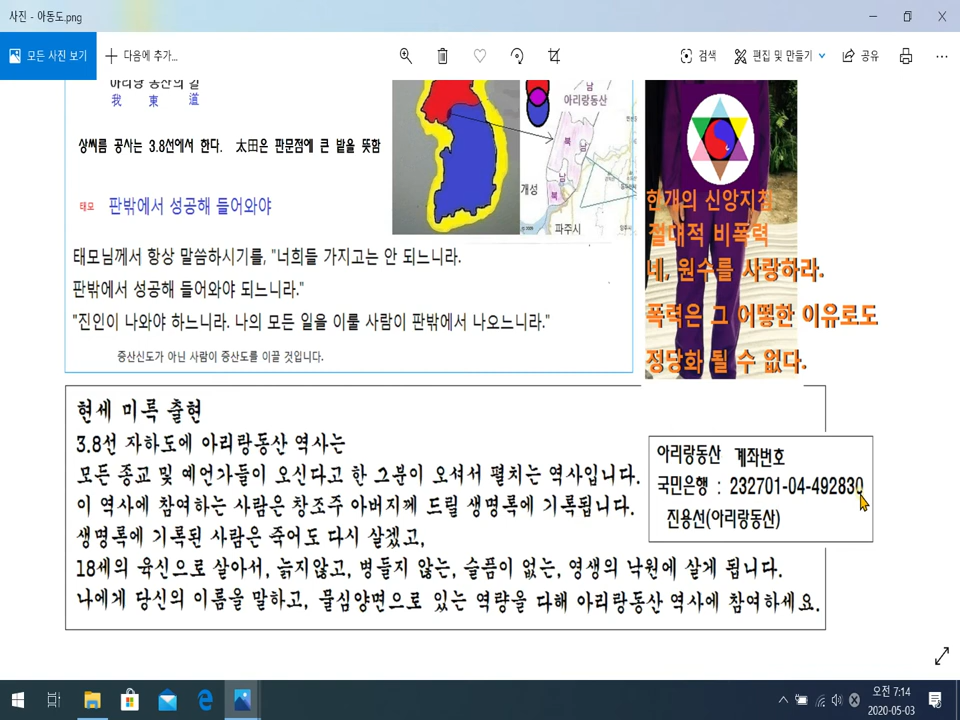 사진 - 아동도.png
모든 사진 보기
다음에 추가...
검색
편집 및 만들기
공유
아리랑 동산의 길
我 東 道
상씨름 공사는 3.8선에서 한다. 太田은 판문점에 큰 밭을 뜻함
태모 판밖에서 성공해 들어와야
태모님께서 항상 말씀하시기를, "너희들 가지고는 안 되느니라.
판밖에서 성공해 들어와야 되느니라."
"진인이 나와야 하느니라. 나의 모든 일을 이룰 사람이 판밖에서 나오느니라."
증산신도가 아닌 사람이 증산도를 이끌 것입니다.
남
아리랑동산
북
남
개성
남
북
파주시
한개의 신앙지침
절대적 비폭력
네, 원수를 사랑하라.
폭력은 그 어떻한 이유로도
정당화 될 수 없다.
현세 미륵 출현
3.8선 자하도에 아리랑동산 역사는
모든 종교 및 예언가들이 오신다고 한 그분이 오셔서 펼치는 역사입니다.
이 역사에 참여하는 사람은 창조주 아버지께 드릴 생명록에 기록됩니다.
생명록에 기록된 사람은 죽어도 다시 살겠고,
18세의 육신으로 살아서, 늙지않고, 병들지 않는, 슬픔이 없는, 영생의 낙원에 살게 됩니다.
나에게 당신의 이름을 말하고, 물심양면으로 있는 역량을 다해 아리랑동산 역사에 참여하세요.
아리랑동산 계좌번호
국민은행 : 232701-04-492830
진용선(아리랑동산)
오전 7:14
2020-05-03